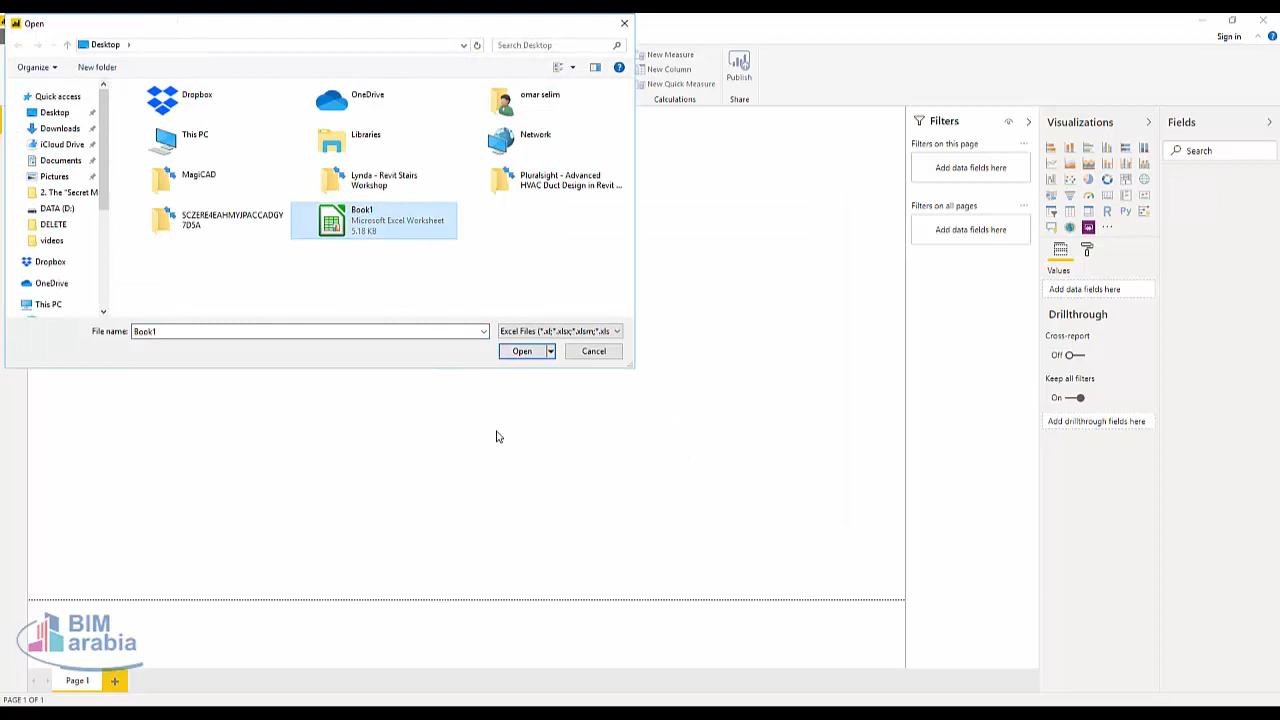 Open
Desktop
Search Desktop
Organize
New folder
Quick access
Desktop
Downloads
iCloud Drive
Documents
Pictures
2. The "Secret M
DATA (D:)
DELETE
videos
Dropbox
OneDrive
This PC
Dropbox
OneDrive
omar selim
This PC
Libraries
Network
MagiCAD
Lynda - Revit Stairs
Workshop
Pluralsight - Advanced
HVAC Duct Design in Revit ...
SCZERE4EAHMYJPACCADGY
7D5A
Book1
Microsoft Excel Worksheet
5.18 KB
File name:
Book1
Excel Files (*.xl;*.xlsx;*.xlsm;*.xls
Open
Cancel
Sign in
New Measure
New Column
New Quick Measure
Calculations
Publish
Share
Filters
Filters on this page
Add data fields here
Filters on all pages
Add data fields here
Visualizations
R
Py
Values
Add data fields here
Drillthrough
Cross-report
Off
Keep all filters
On
Add drillthrough fields here
Fields
Search
BIM
arabia
Page 1
PAGE 1 OF 1